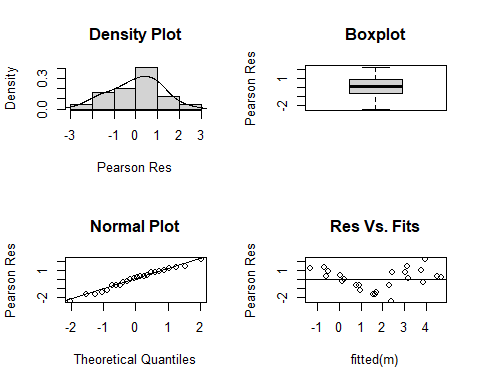 Density Plot
Density
0.0 0.3
-3 -1 0 1 2 3
Pearson Res
Boxplot
Pearson Res
-2 1
Normal Plot
Pearson Res
-2 1
-2 -1 0 1 2
Theoretical Quantiles
Res Vs. Fits
Pearson Res
-2 1
-1 0 1 2 3 4
fitted(m)